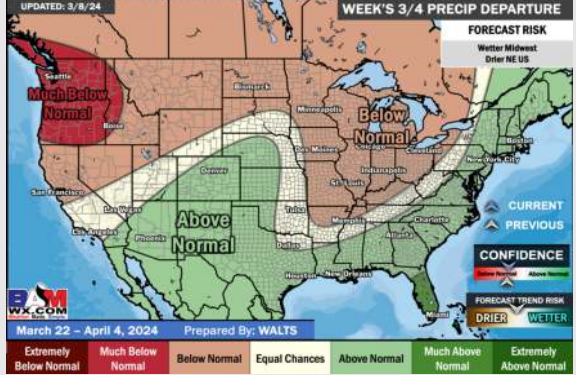 UPDATED: 3/8/24
WEEK'S 3/4 PRECIP DEPARTURE
FORECAST RISK
Wetter Midwest
Drier NE US
Seattle
Much Below
Normal
Boise
Bismarck
Minneapolis
Below
Normal
Chicago
Cleveland
Boston
New York City
Des Moines
Indianapolis
San Francisco
Denver
St. Louis
Las Vegas
Los Angeles
Phoenix
Above
Normal
Tulsa
Memphis
Charlotte
Atlanta
Dallas
Houston
New Orleans
Miami
CURRENT
PREVIOUS
CONFIDENCE
Below Normal
Above Normal
FORECAST TREND RISK
DRIER
WETTER
BAM
WX.COM
March 22 – April 4, 2024
Prepared By: WALTS
Extremely
Below Normal
Much Below
Normal
Below Normal
Equal Chances
Above Normal
Much Above
Normal
Extremely
Above Normal